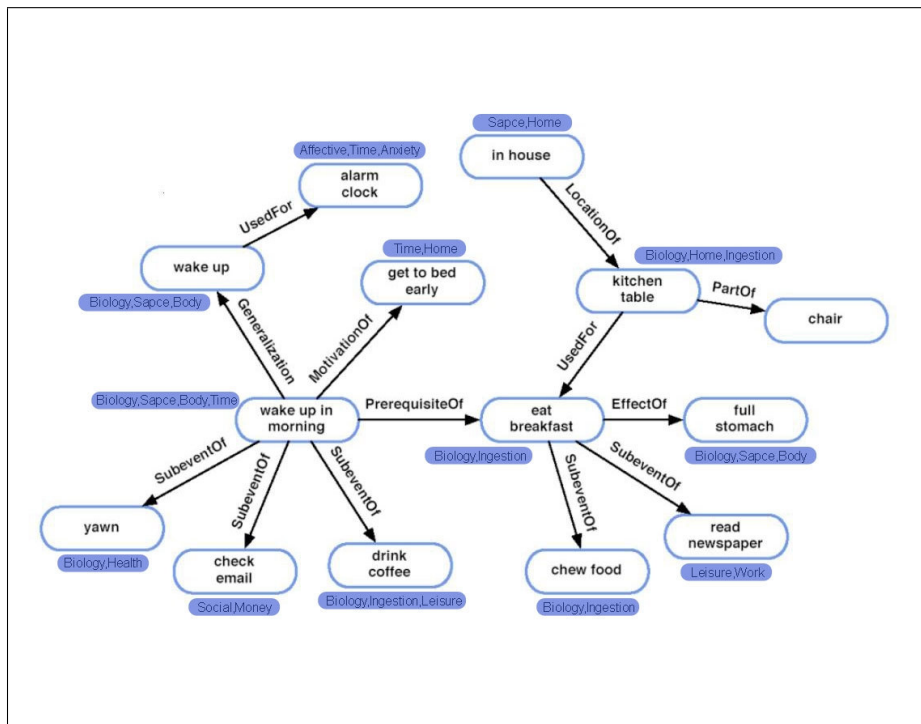 Sapce,Home
in house
Affective,Time,Anxiety
alarm
clock
UsedFor
LocationOf
Time,Home
Biology,Home,Ingestion
wake up
get to bed
early
kitchen
table
PartOf
Biology,Sapce,Body
chair
Generalization
MotivationOf
UsedFor
Biology,Sapce,Body,Time
wake up in
morning
PrerequisiteOf
eat
breakfast
EffectOf
full
stomach
Biology,Ingestion
Biology,Sapce,Body
SubeventOf
SubeventOf
SubeventOf
SubeventOf
SubeventOf
yawn
read
newspaper
Biology,Health
check
email
drink
coffee
chew food
Leisure,Work
Social,Money
Biology,Ingestion,Leisure
Biology,Ingestion